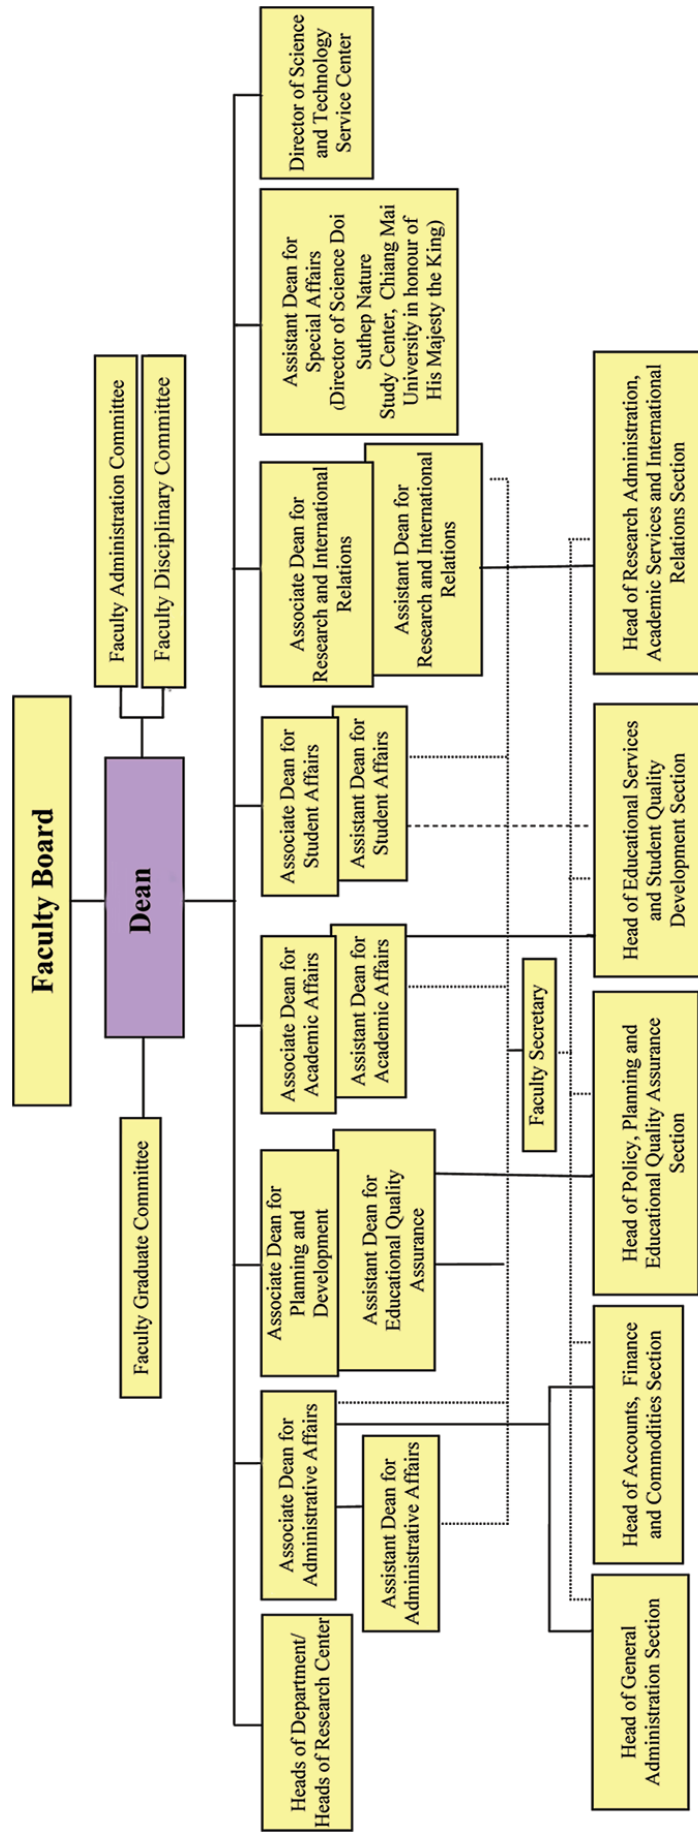 Faculty Board
Dean
Faculty Graduate Committee
Faculty Administration Committee
Faculty Disciplinary Committee
Heads of Department/
Heads of Research Center
Associate Dean for
Administrative Affairs
Assistant Dean for
Administrative Affairs
Associate Dean for
Planning and
Development
Assistant Dean for
Educational Quality
Assurance
Associate Dean for
Academic Affairs
Assistant Dean for
Academic Affairs
Associate Dean for
Student Affairs
Assistant Dean for
Student Affairs
Associate Dean for
Research and International
Relations
Assistant Dean for
Research and International
Relations
Assistant Dean for
Special Affairs
(Director of Science Doi
Suthep Nature
Study Center, Chiang Mai
University in honour of
His Majesty the King)
Director of Science
and Technology
Service Center
Faculty Secretary
Head of General
Administration Section
Head of Accounts, Finance
and Commodities Section
Head of Policy, Planning and
Educational Quality Assurance
Section
Head of Educational Services
and Student Quality
Development Section
Head of Research Administration,
Academic Services and International
Relations Section